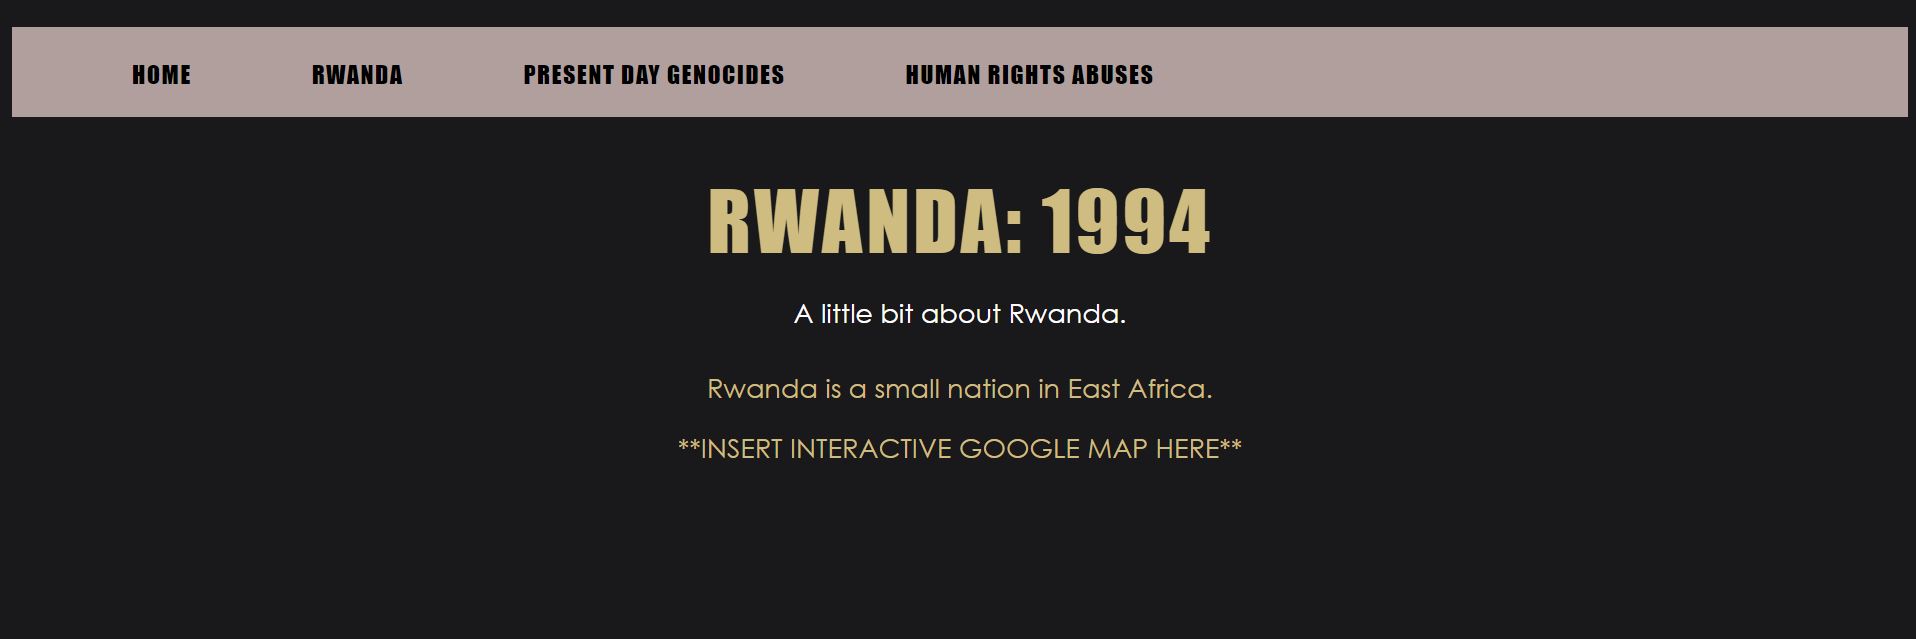 HOME RWANDA PRESENT DAY GENOCIDES HUMAN RIGHTS ABUSES
RWANDA: 1994
A little bit about Rwanda.
Rwanda is a small nation in East Africa.
**INSERT INTERACTIVE GOOGLE MAP HERE**